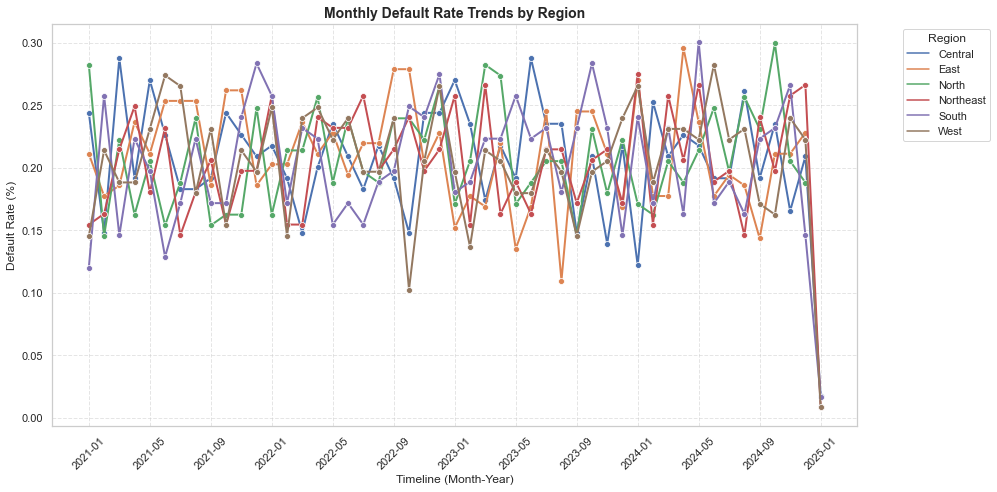 Monthly Default Rate Trends by Region
Default Rate (%)
0.30
0.25
0.20
0.15
0.10
0.05
0.00
2021-01
2021-05
2021-09
2022-01
2022-05
2022-09
2023-01
2023-05
2023-09
2024-01
2024-05
2024-09
2025-01
Timeline (Month-Year)
Region
Central
East
North
Northeast
South
West